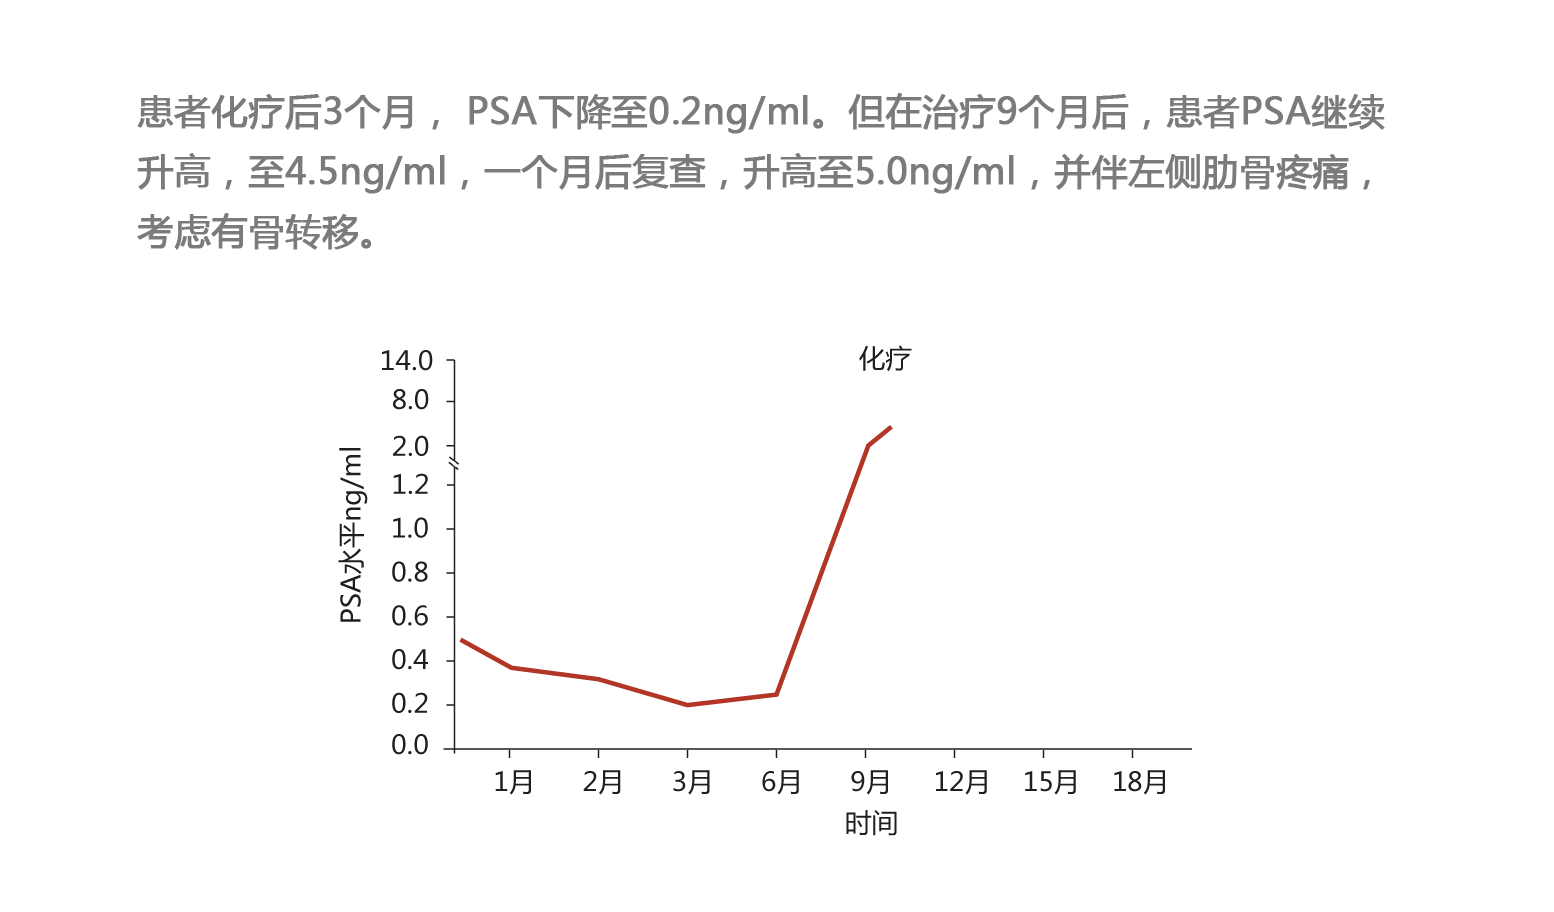 患者化疗后3个月， PSA下降至0.2ng/ml。但在治疗9个月后，患者PSA继续
升高，至4.5ng/ml，一个月后复查，升高至5.0ng/ml，并伴左侧肋骨疼痛，
考虑有骨转移。
化疗
14.0
8.0
2.0
1.2
1.0
0.8
0.6
0.4
0.2
0.0
PSA水平ng/ml
1月 2月 3月 6月 9月 12月 15月 18月
时间